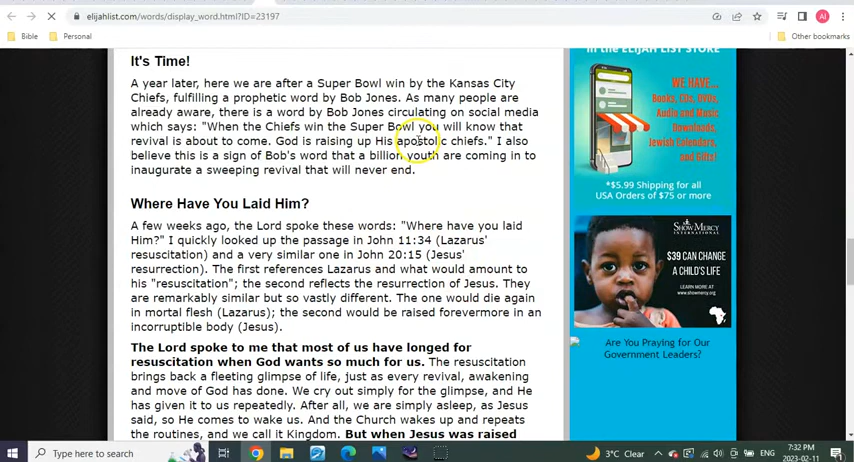 elijahlist.com/words/display_word.html?ID=23197
Bible
Personal
Other bookmarks
It's Time!
A year later, here we are after a Super Bowl win by the Kansas City
Chiefs, fulfilling a prophetic word by Bob Jones. As many people are
already aware, there is a word by Bob Jones circulating on social media
which says: "When the Chiefs win the Super Bowl you will know that
revival is about to come. God is raising up His apostolic chiefs." I also
believe this is a sign of Bob's word that a billion youth are coming in to
inaugurate a sweeping revival that will never end.
Where Have You Laid Him?
A few weeks ago, the Lord spoke these words: "Where have you laid
Him?" I quickly looked up the passage in John 11:34 (Lazarus'
resuscitation) and a very similar one in John 20:15 (Jesus'
resurrection). The first references Lazarus and what would amount to
his "resuscitation"; the second reflects the resurrection of Jesus. They
are remarkably similar but so vastly different. The one would die again
in mortal flesh (Lazarus); the second would be raised forevermore in an
incorruptible body (Jesus).
The Lord spoke to me that most of us have longed for
resuscitation when God wants so much for us. The resuscitation
brings back a fleeting glimpse of life, just as every revival, awakening
and move of God has done. We cry out simply for the glimpse, and He
has given it to us repeatedly. After all, we are simply asleep, as Jesus
said, so He comes to wake us. And the Church wakes up and repeats
the routines, and we call it Kingdom. But when Jesus was raised
in the ELIJAH LIST STORE
WE HAVE:
Books, CDs, DVDs,
Audio and Music
Downloads,
Jewish Calendars,
and Gifts!
*$5.99 Shipping for all
USA Orders of $75 or more
SHOWMERCY
INTERNATIONAL
$39 CAN CHANGE
A CHILD'S LIFE
LEARN MORE AT
www.showmercy.org
Are You Praying for Our
Government Leaders?
Type here to search
3°C Clear
ENG
7:32 PM
2023-02-11